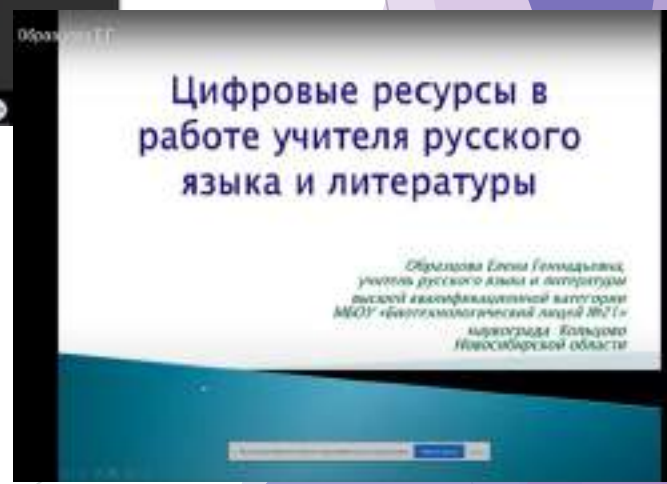 Образцова Е.Г.
Цифровые ресурсы в
работе учителя русского
языка и литературы
Образцова Елена Геннадьевна,
учитель русского языка и литературы
высшей квалификационной категории
МБОУ «Биотехнологический лицей №21»
наукограда Кольцово
Новосибирской области